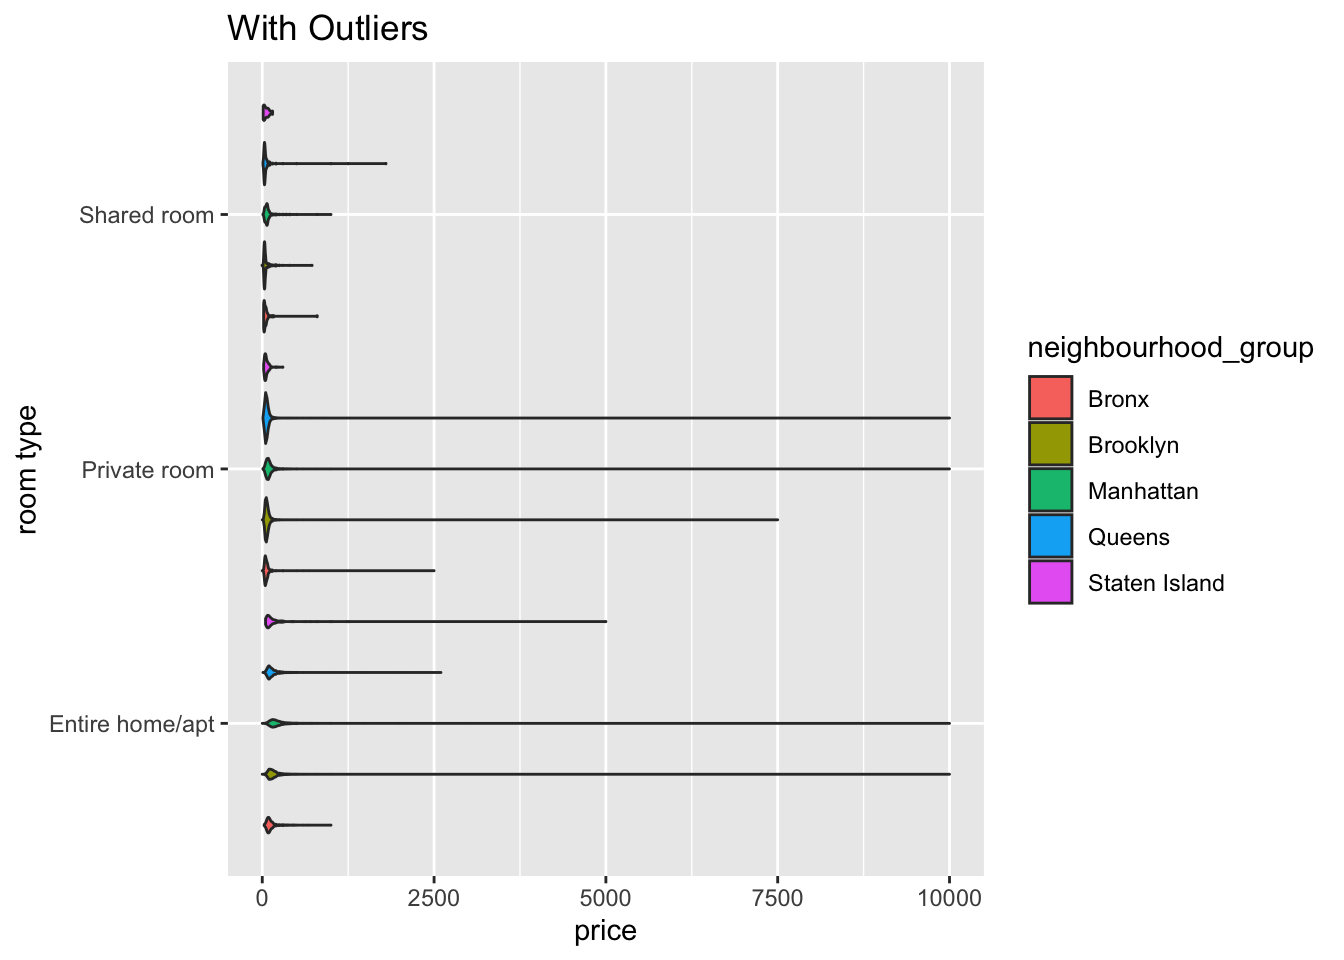 With Outliers
room type
Shared room
Private room
Entire home/apt
0 2500 5000 7500 10000
price
neighbourhood_group
Bronx
Brooklyn
Manhattan
Queens
Staten Island